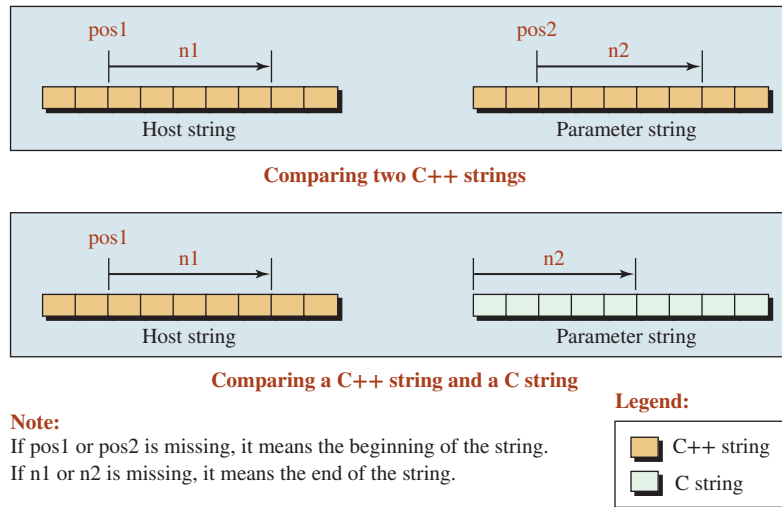 pos1 pos2
n1 n2
Host string Parameter string
Comparing two C++ strings
pos1
n1 n2
Host string Parameter string
Comparing a C++ string and a C string
Note:
If pos1 or pos2 is missing, it means the beginning of the string.
If n1 or n2 is missing, it means the end of the string.
Legend:
C++ string
C string